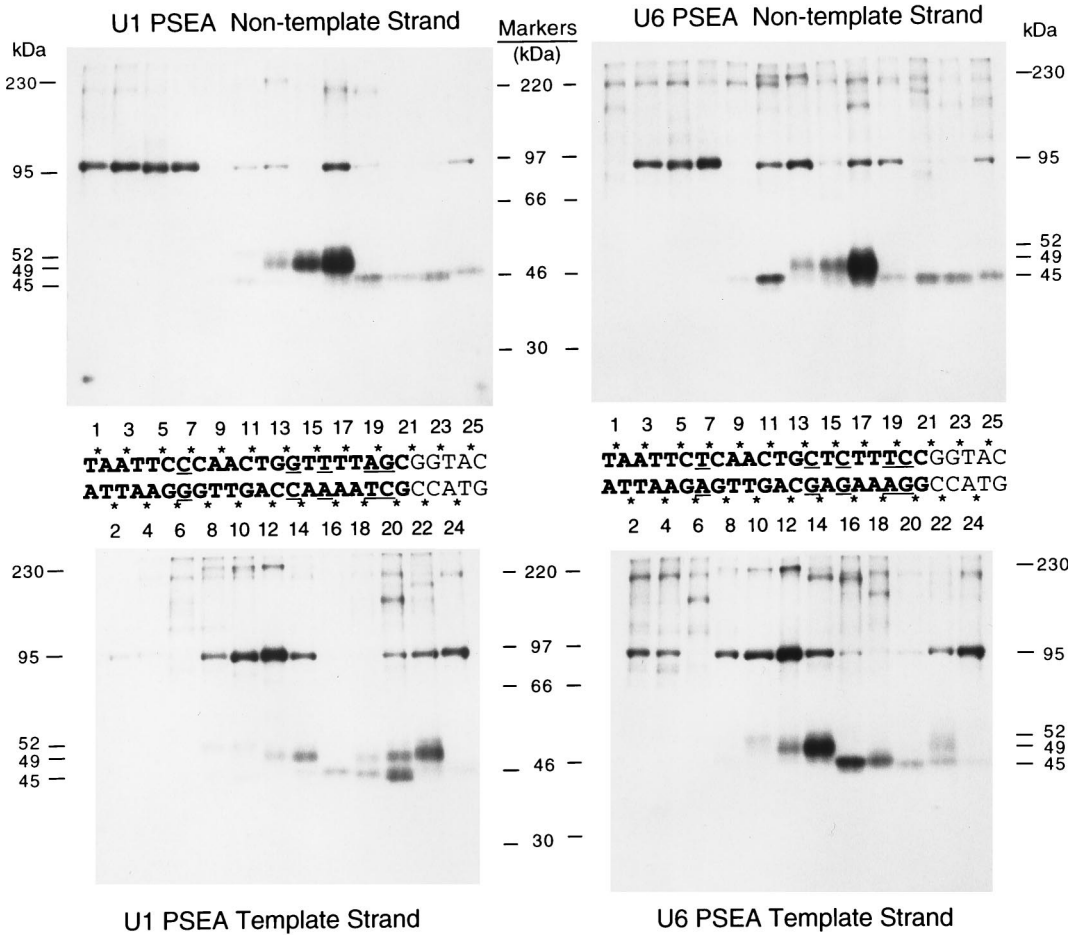 U1 PSEA Non-template Strand
Markers
U6 PSEA Non-template Strand
kDa
(kDa)
kDa
230
220
230
95
97
95
66
52
49
45
46
52
49
45
30
1 3 5 7 9 11 13 15 17 19 21 23 25
1 3 5 7 9 11 13 15 17 19 21 23 25
* * * * * * * * * * * * *
* * * * * * * * * * * * *
TAATTCCCAACTGGTTTTAGCGGTAC
TAATTCTCAACTGCTCTTTCCCGGTAC
ATTAAGGGTTGACCAAAATCGCCATG
ATTAAGAGTTGACGAGAAAGGCCATG
* * * * * * * * * * * *
* * * * * * * * * * * *
2 4 6 8 10 12 14 16 18 20 22 24
2 4 6 8 10 12 14 16 18 20 22 24
230
220
230
95
97
95
66
52
49
45
46
52
49
45
30
U1 PSEA Template Strand
U6 PSEA Template Strand